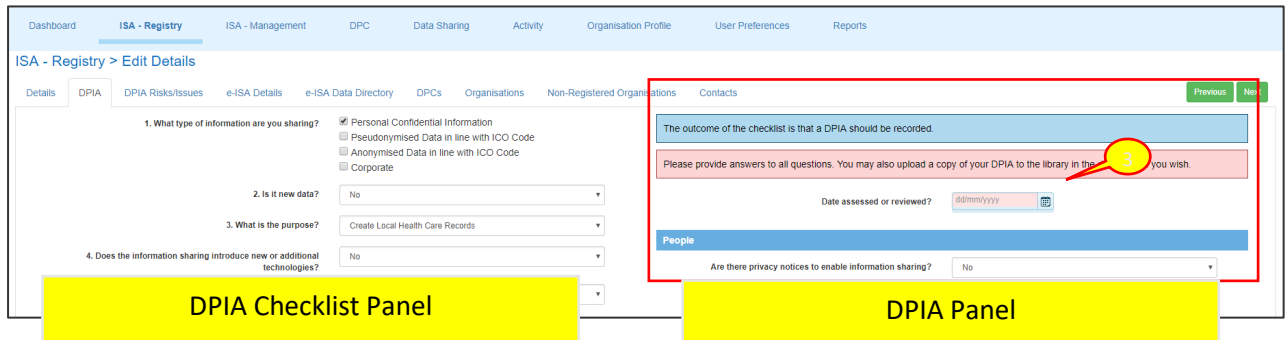 Dashboard ISA - Registry ISA - Management DPC Data Sharing Activity Organisation Profile User Preferences Reports
ISA - Registry > Edit Details
Details DPIA DPIA Risks/Issues e-ISA Details e-ISA Data Directory DPCs Organisations Non-Registered Organisations Contacts Previous Next
1. What type of information are you sharing?
Personal Confidential Information
Pseudonymised Data in line with ICO Code
Anonymised Data in line with ICO Code
Corporate
2. Is it new data? No
3. What is the purpose? Create Local Health Care Records
4. Does the information sharing introduce new or additional
technologies? No
DPIA Checklist Panel
The outcome of the checklist is that a DPIA should be recorded.
Please provide answers to all questions. You may also upload a copy of your DPIA to the library in the you wish.
3
Date assessed or reviewed? dd/mm/yyyy
People
Are there privacy notices to enable information sharing? No
DPIA Panel